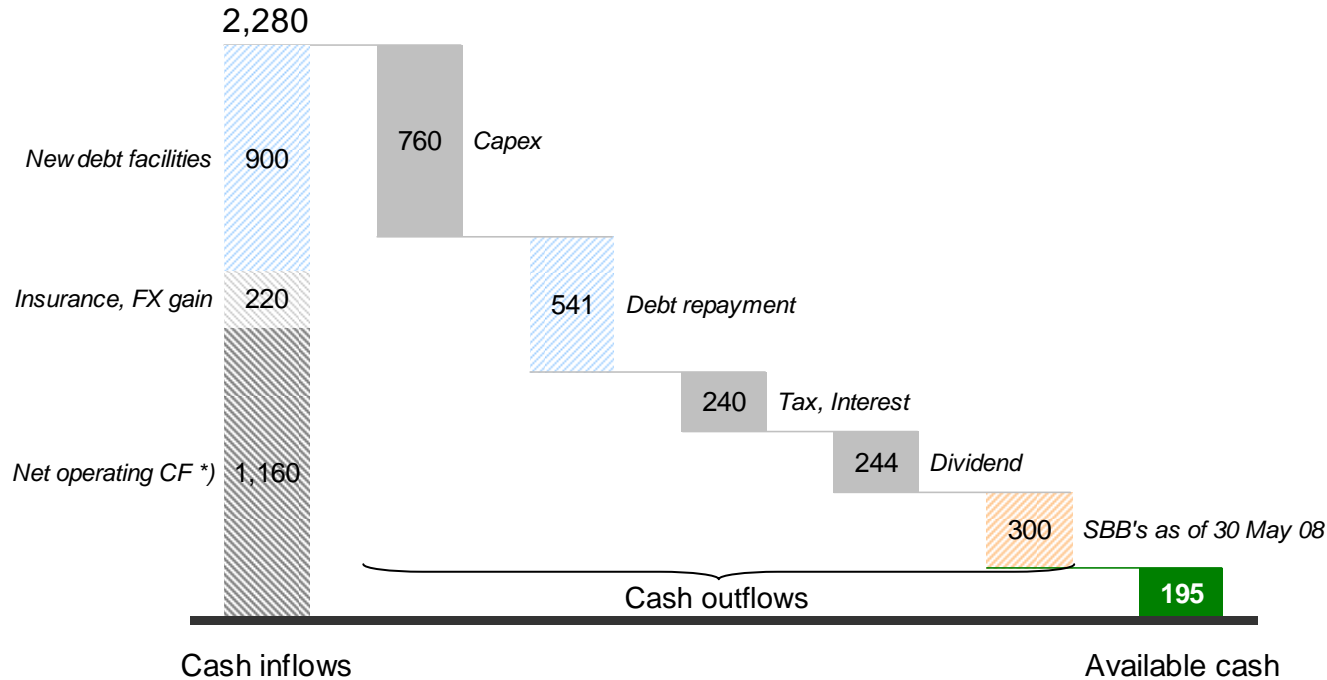 2,280
New debt facilities 900 760 Capex
Insurance, FX gain 220 541 Debt repayment
240 Tax, Interest
Net operating CF *) 1,160 244 Dividend
300 SBB's as of 30 May 08
Cash outflows 195
Cash inflows Available cash